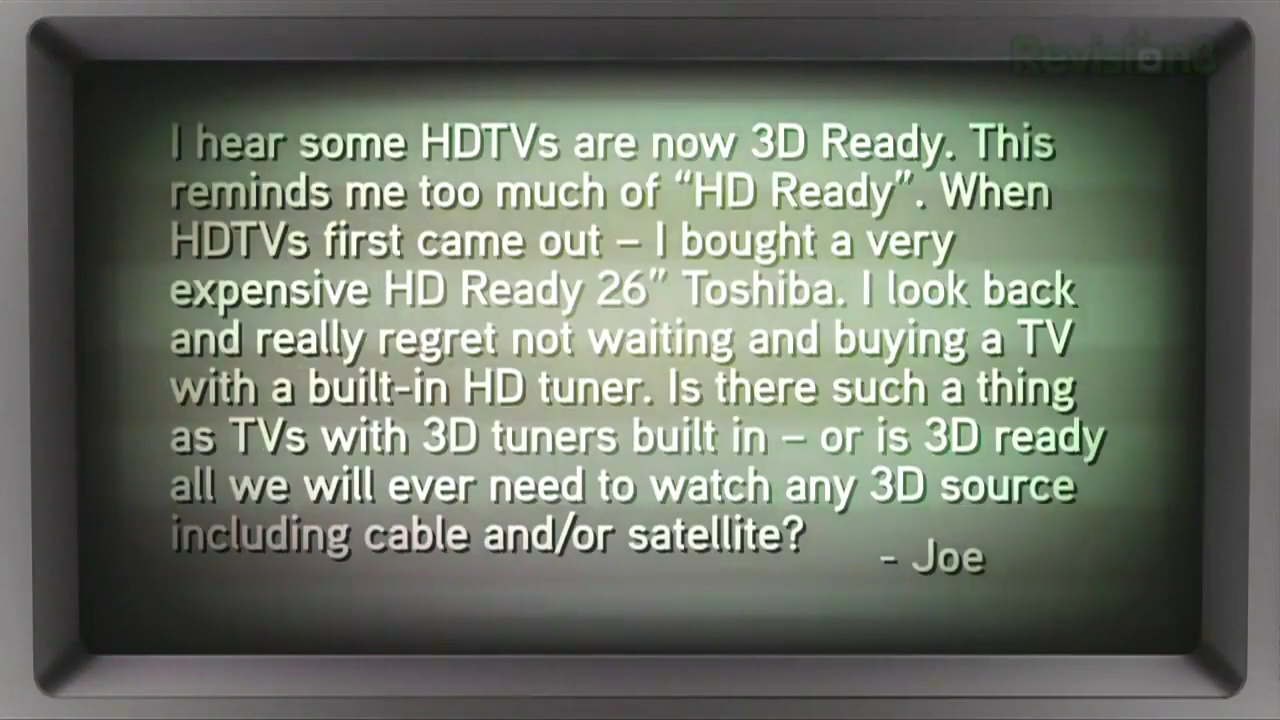 Revision3
I hear some HDTVs are now 3D Ready. This
reminds me too much of “HD Ready”. When
HDTVs first came out – I bought a very
expensive HD Ready 26” Toshiba. I look back
and really regret not waiting and buying a TV
with a built-in HD tuner. Is there such a thing
as TVs with 3D tuners built in – or is 3D ready
all we will ever need to watch any 3D source
including cable and/or satellite?
- Joe